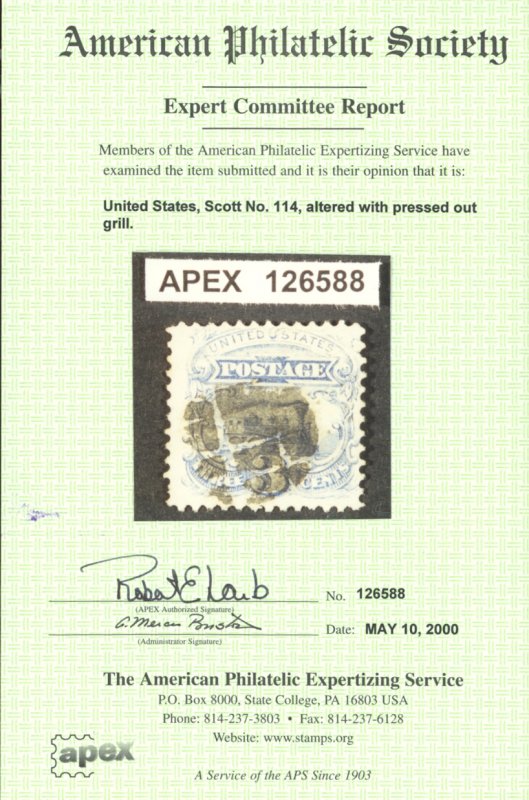 American Philatelic Society
Expert Committee Report
Members of the American Philatelic Expertizing Service have
examined the item submitted and it is their opinion that it is:
United States, Scott No. 114, altered with pressed out
grill.
APEX 126588
UNITED STATES
POSTAGE
THREE 3 CENTS
Robert E Lamb
No. 126588
(APEX Authorized Signature)
Date: MAY 10, 2000
(Administrator Signature)
The American Philatelic Expertizing Service
P.O. Box 8000, State College, PA 16803 USA
Phone: 814-237-3803 • Fax: 814-237-6128
Website: www.stamps.org
apex
A Service of the APS Since 1903